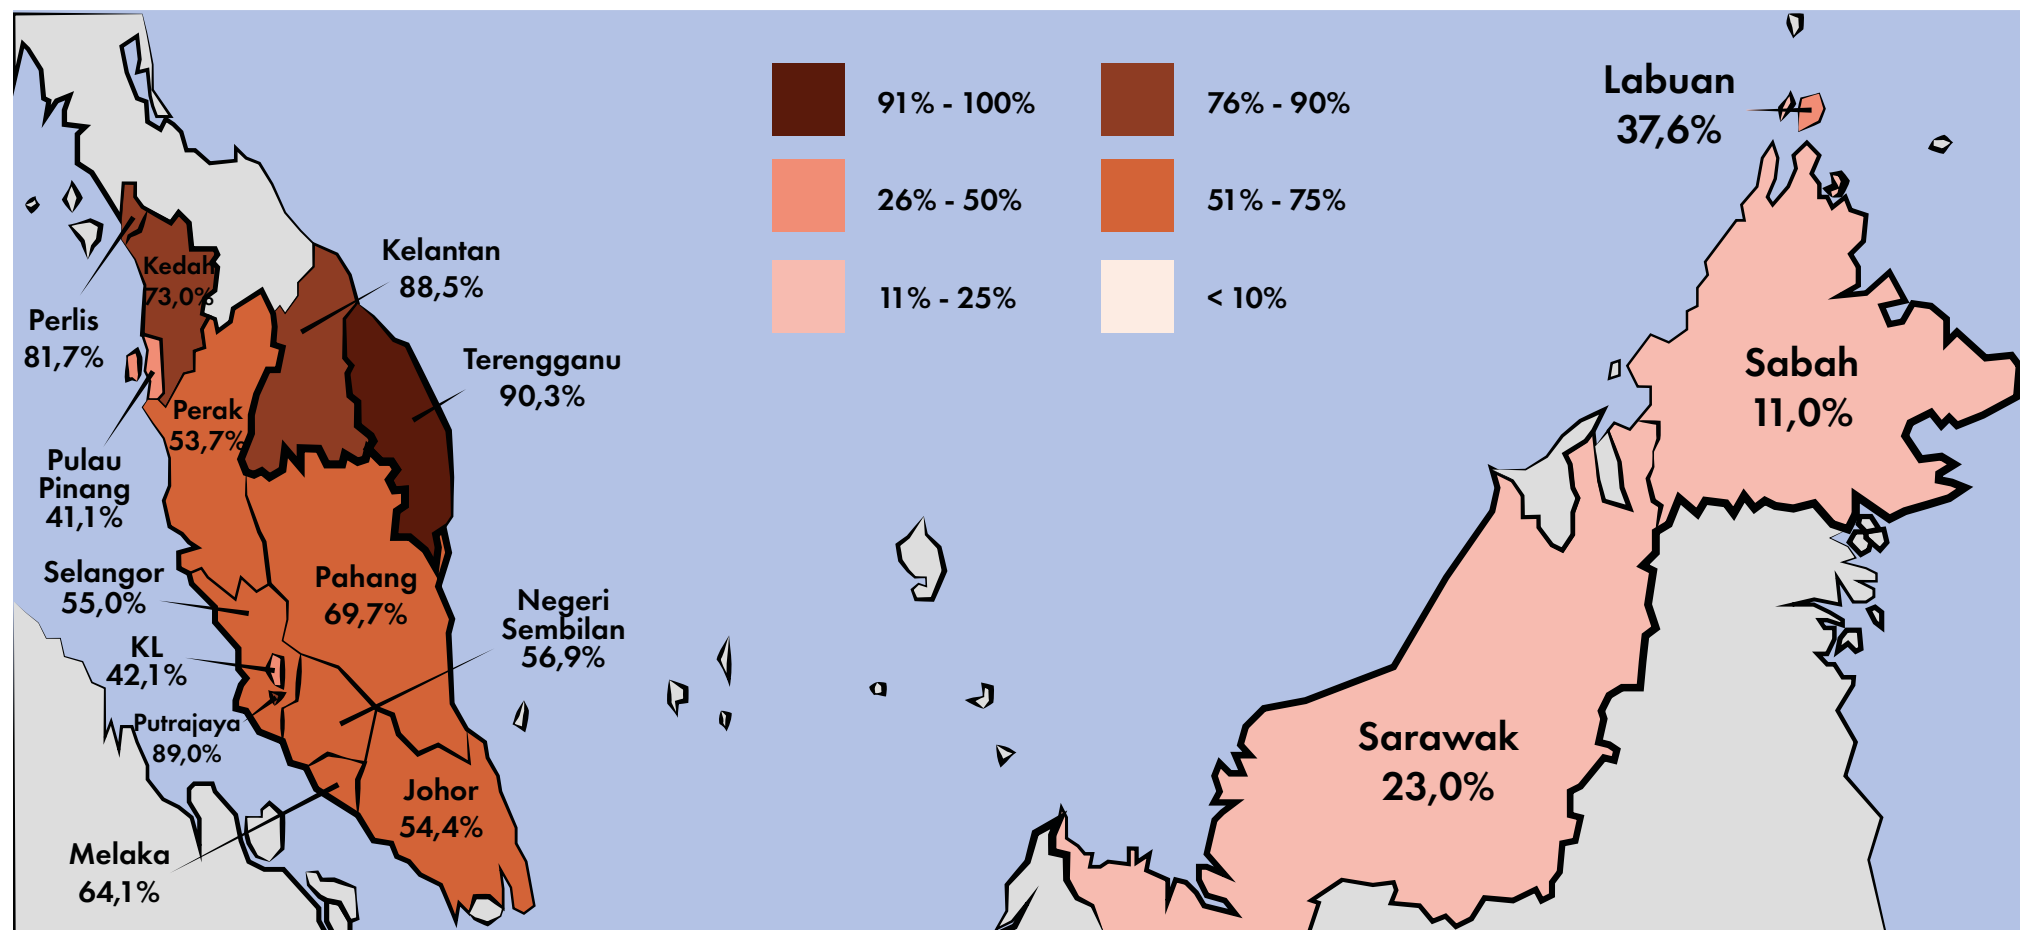 91% - 100%
76% - 90%
26% - 50%
51% - 75%
11% - 25%
< 10%
Labuan
37,6%
Kelantan
88,5%
Kedah
73,0%
Perlis
81,7%
Terengganu
90,3%
Perak
53,7%
Pulau
Pinang
41,1%
Selangor
55,0%
Pahang
69,7%
Negeri
Sembilan
56,9%
KL
42,1%
Putrajaya
89,0%
Johor
54,4%
Melaka
64,1%
Sabah
11,0%
Sarawak
23,0%